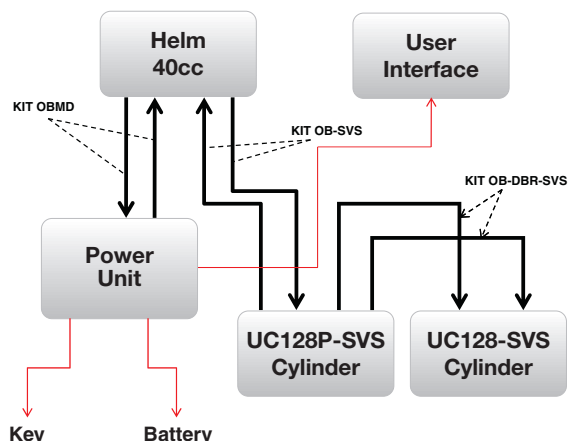 Helm
40cc
User
Interface
KIT OBMD
KIT OB-SVS
KIT OB-DBR-SVS
Power
Unit
UC128P-SVS
Cylinder
UC128-SVS
Cylinder
Key
Battery